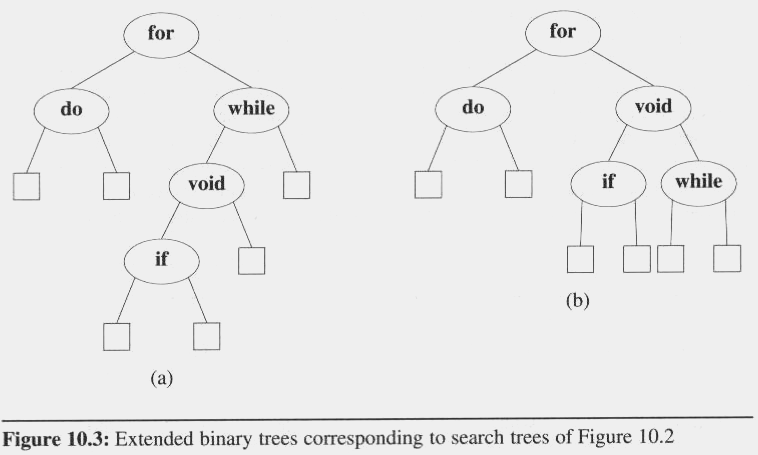 for
for
do
while
do
void
void
if
while
if
(b)
(a)
Figure 10.3: Extended binary trees corresponding to search trees of Figure 10.2